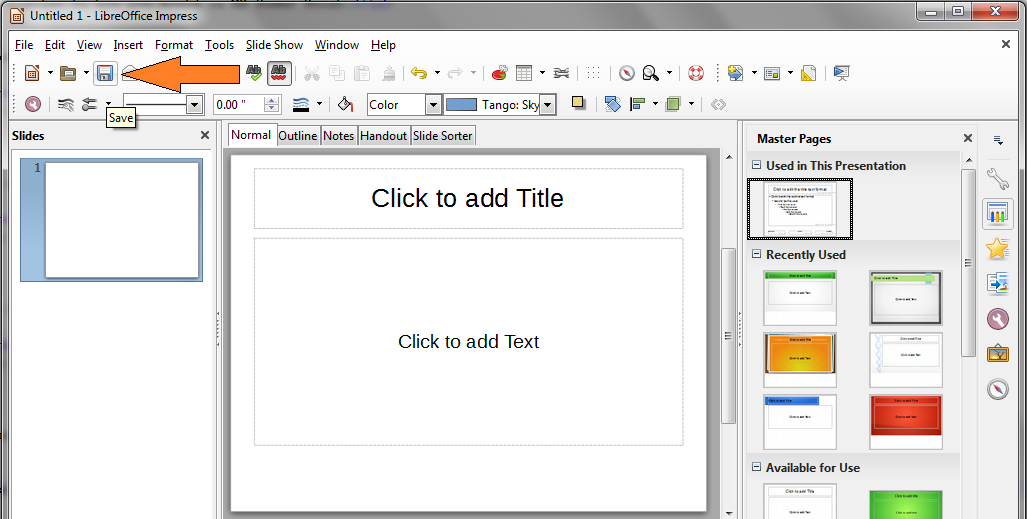 Untitled 1 - LibreOffice Impress
File Edit View Insert Format Tools Slide Show Window Help
0.00 " Color Tango: Sky
Save
Slides
Normal Outline Notes Handout Slide Sorter
Master Pages
1
Click to add Title
Click to add Text
Used in This Presentation
Recently Used
Available for Use